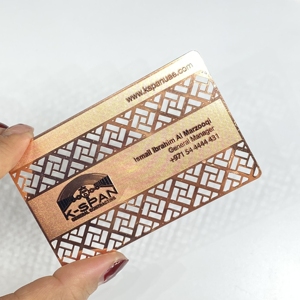 www.kspanuae.com
Ismail Ibrahim Al Marzooqi
General Manager
+971 54 4444 431
K-SPAN